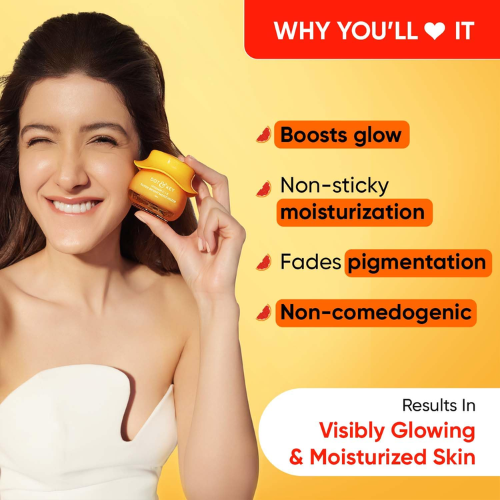 WHY YOU'LL ♥ IT
Boosts glow
Non-sticky
moisturization
Fades pigmentation
Non-comedogenic
Results In
Visibly Glowing
& Moisturized Skin